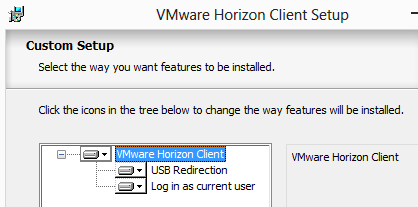 VMware Horizon Client Setup
Custom Setup
Select the way you want features to be installed.
Click the icons in the tree below to change the way features will be installed.
VMware Horizon Client
USB Redirection
Log in as current user
VMware Horizon Client